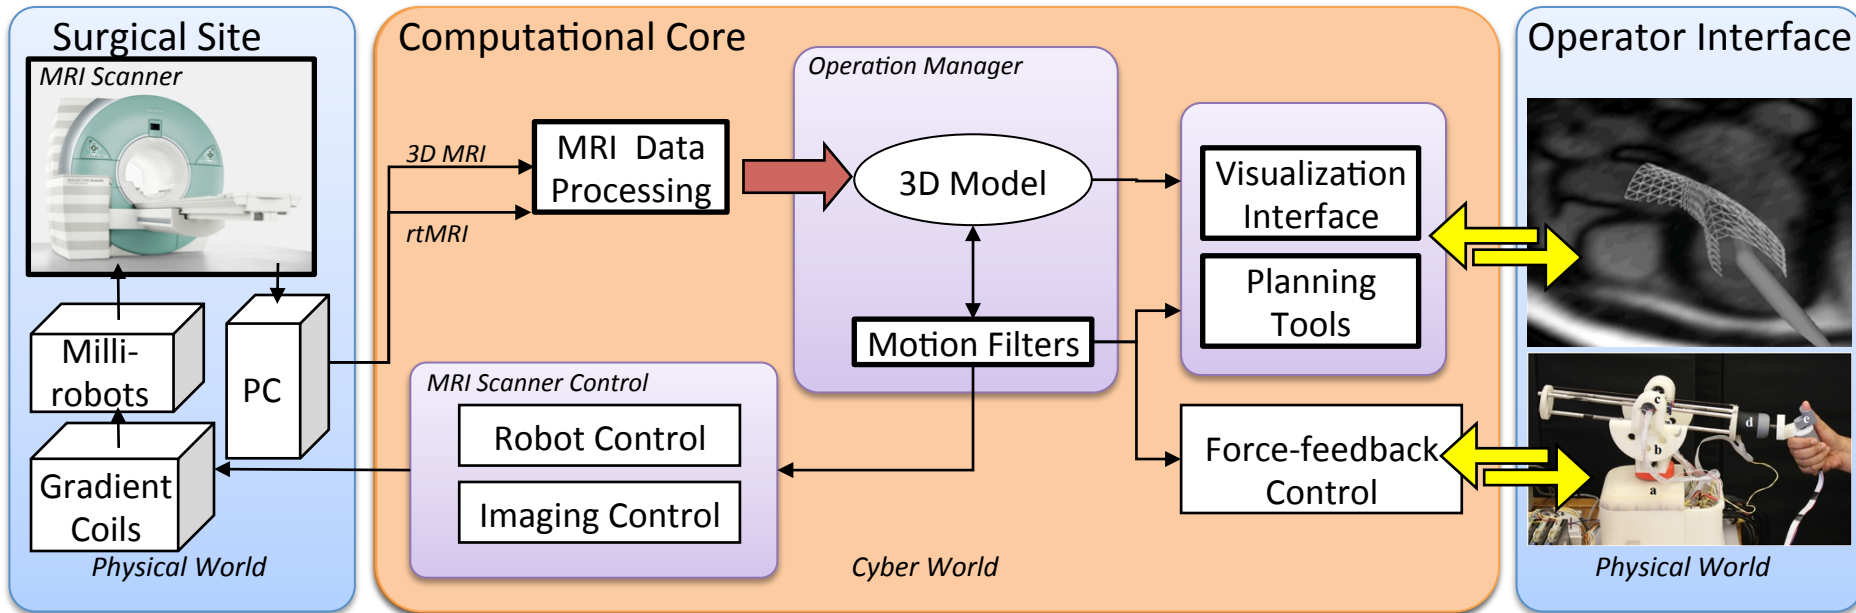 Surgical Site
MRI Scanner
Milli-
robots
PC
Gradient
Coils
Physical World
Computational Core
3D MRI
rtMRI
MRI Data
Processing
Operation Manager
3D Model
Motion Filters
MRI Scanner Control
Robot Control
Imaging Control
Visualization
Interface
Planning
Tools
Force-feedback
Control
Cyber World
Operator Interface
c
d
e
b
a
Physical World